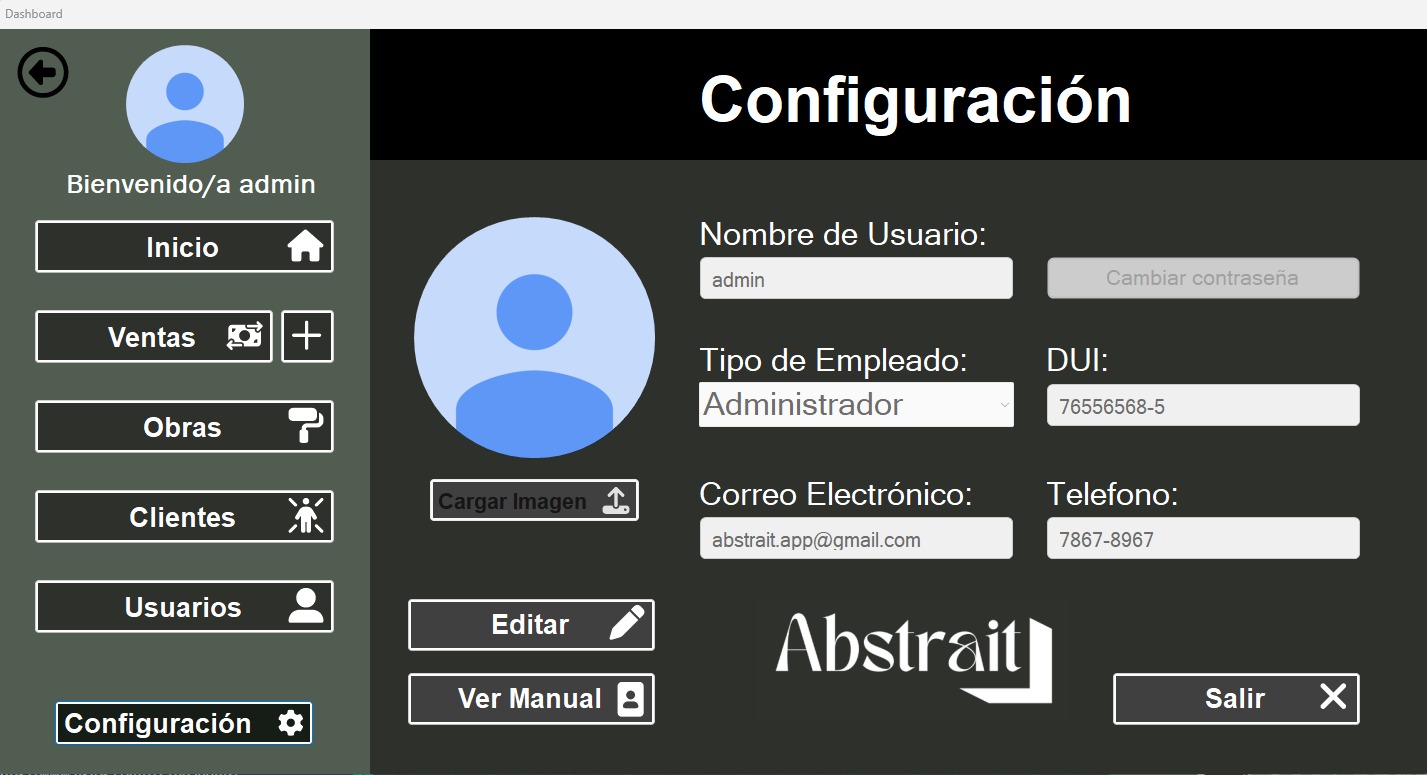 Dashboard
Bienvenido/a admin
Inicio
Ventas
Obras
Clientes
Usuarios
Configuración
Configuración
Nombre de Usuario:
admin
Cambiar contraseña
Tipo de Empleado:
DUI:
Administrador
76556568-5
Cargar Imagen
Correo Electrónico:
Telefono:
abstrait.app@gmail.com
7867-8967
Editar
Ver Manual
Abstrait
Salir